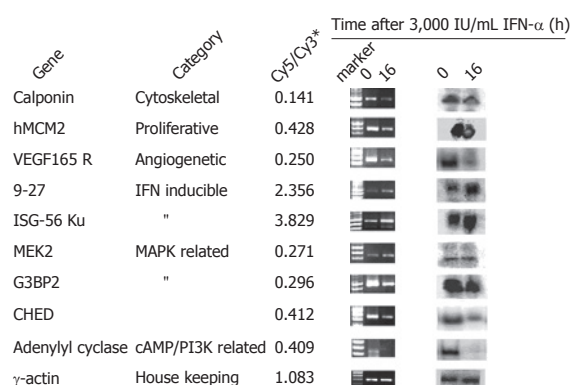 Time after 3,000 IU/mL IFN-α (h)
Gene Category Cy5/Cy3* marker 0 16 0 16
Calponin Cytoskeletal 0.141
hMCM2 Proliferative 0.428
VEGF165 R Angiogenetic 0.250
9-27 IFN inducible 2.356
ISG-56 Ku " 3.829
MEK2 MAPK related 0.271
G3BP2 " 0.296
CHED 0.412
Adenylyl cyclase cAMP/PI3K related 0.409
γ-actin House keeping 1.083